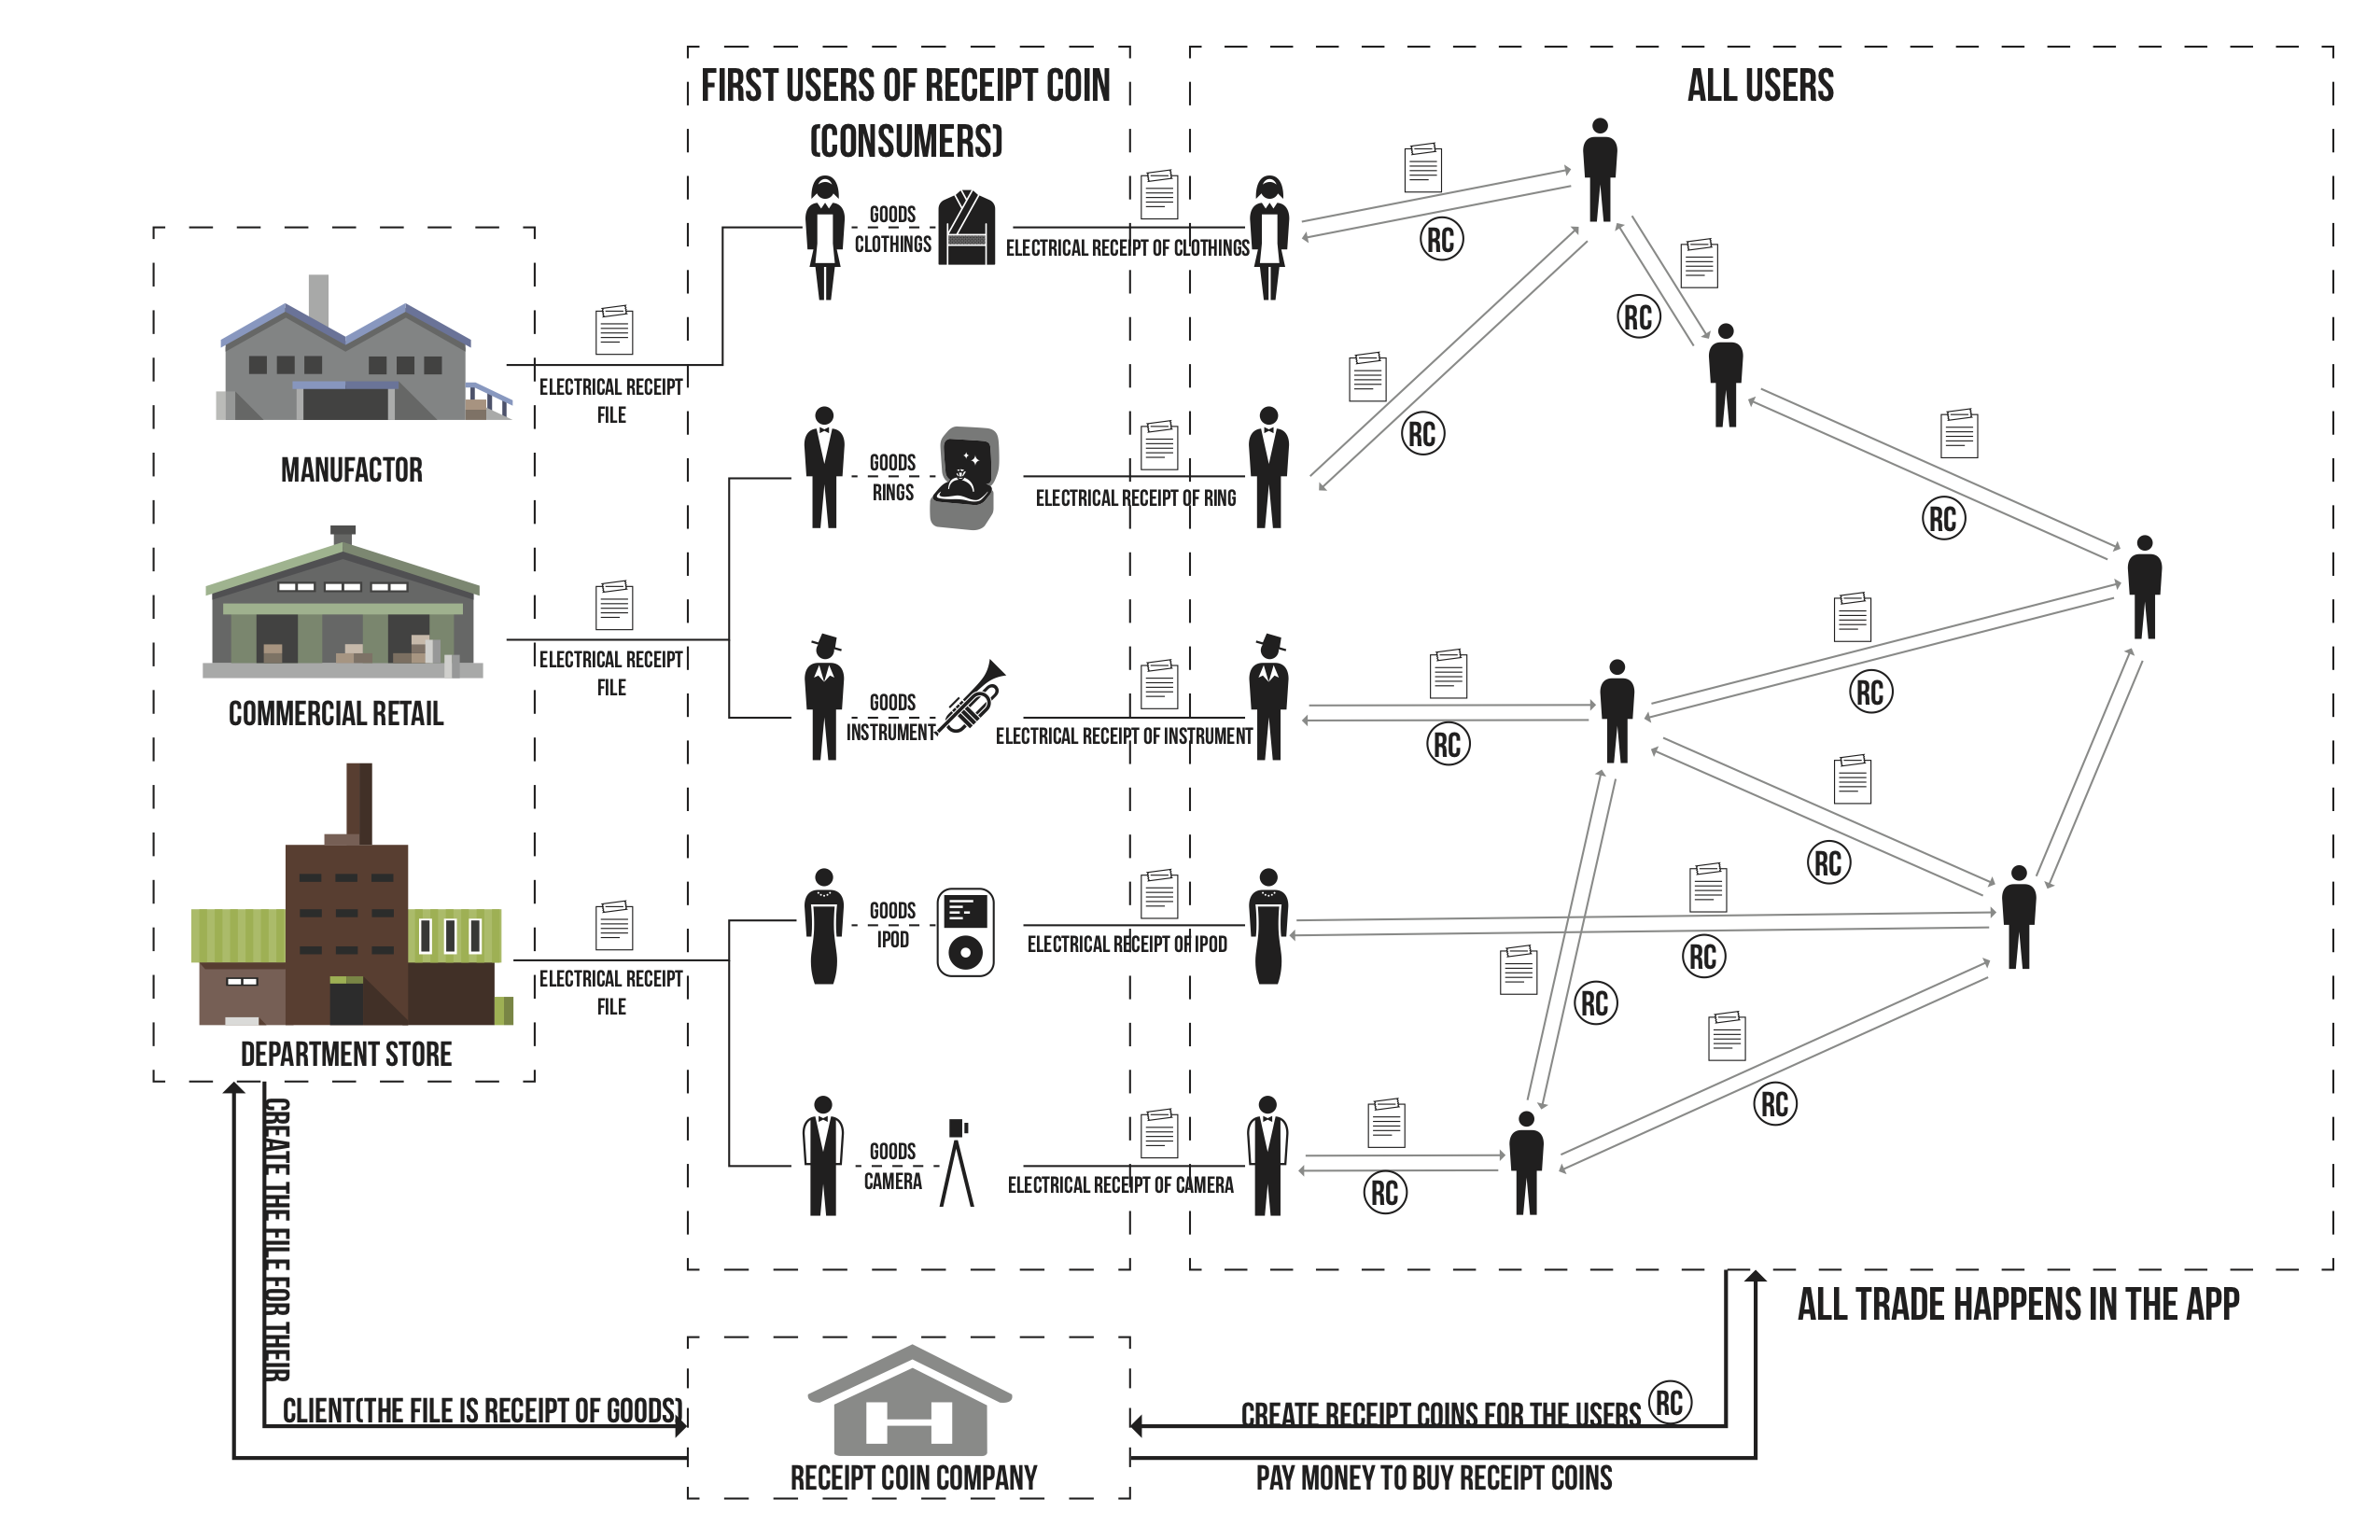 FIRST USERS OF RECEIPT COIN
(CONSUMERS)
ALL USERS
GOODS
CLOTHINGS
ELECTRICAL RECEIPT OF CLOTHINGS
RC
RC
ELECTRICAL RECEIPT
FILE
MANUFACTOR
GOODS
RINGS
ELECTRICAL RECEIPT OF RING
RC
RC
COMMERCIAL RETAIL
ELECTRICAL RECEIPT
FILE
GOODS
INSTRUMENT
ELECTRICAL RECEIPT OF INSTRUMENT
RC
RC
RC
DEPARTMENT STORE
ELECTRICAL RECEIPT
FILE
GOODS
IPOD
ELECTRICAL RECEIPT OF IPOD
RC
RC
GOODS
CAMERA
ELECTRICAL RECEIPT OF CAMERA
RC
RC
ALL TRADE HAPPENS IN THE APP
CREATE THE FILE FOR THEIR
CLIENT(THE FILE IS RECEIPT OF GOODS)
RECEIPT COIN COMPANY
CREATE RECEIPT COINS FOR THE USERS RC
PAY MONEY TO BUY RECEIPT COINS